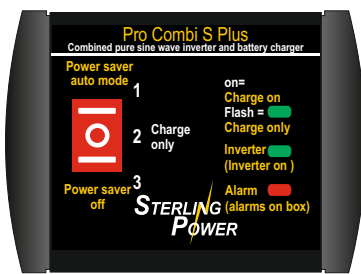 Pro Combi S Plus
Combined pure sine wave inverter and battery charger
Power saver
auto mode
1
2
Charge
only
3
Power saver
off
on=
Charge on
Flash =
Charge only
Inverter
(Inverter on )
Alarm
(alarms on box)
STERLING
POWER